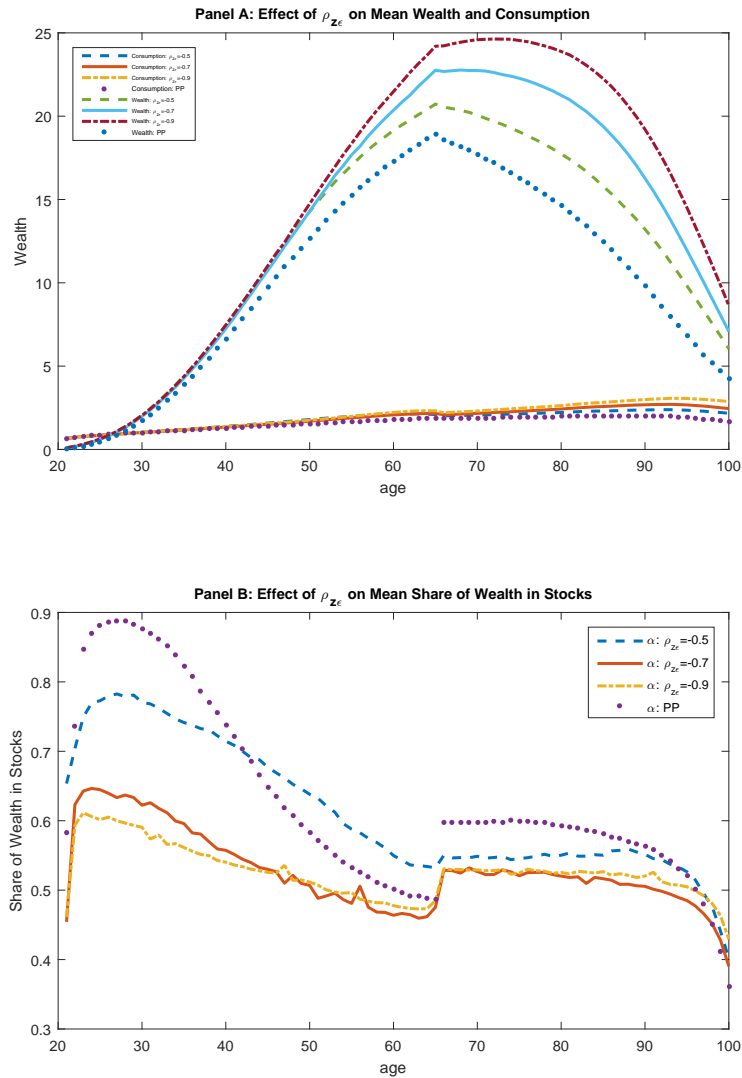 Panel A: Effect of ρzϵ on Mean Wealth and Consumption
25
20
15
10
5
0
Wealth
Consumption: ρzϵ=-0.5
Consumption: ρzϵ=-0.7
Consumption: ρzϵ=-0.9
Consumption: PP
Wealth: ρzϵ=-0.5
Wealth: ρzϵ=-0.7
Wealth: ρzϵ=-0.9
Wealth: PP
20 30 40 50 60 70 80 90 100
age
Panel B: Effect of ρzϵ on Mean Share of Wealth in Stocks
0.9
0.8
0.7
0.6
0.5
0.4
0.3
Share of Wealth in Stocks
α: ρzϵ=-0.5
α: ρzϵ=-0.7
α: ρzϵ=-0.9
α: PP
20 30 40 50 60 70 80 90 100
age